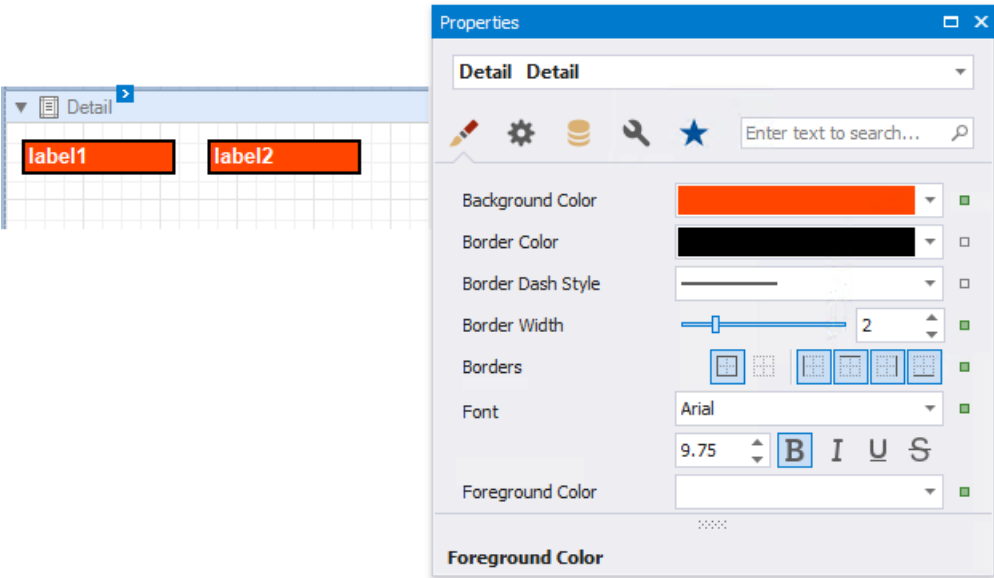 Properties
Detail Detail
Detail
label1 label2
Enter text to search...
Background Color
Border Color
Border Dash Style
Border Width 2
Borders
Font Arial
9.75 B I U S
Foreground Color
Foreground Color